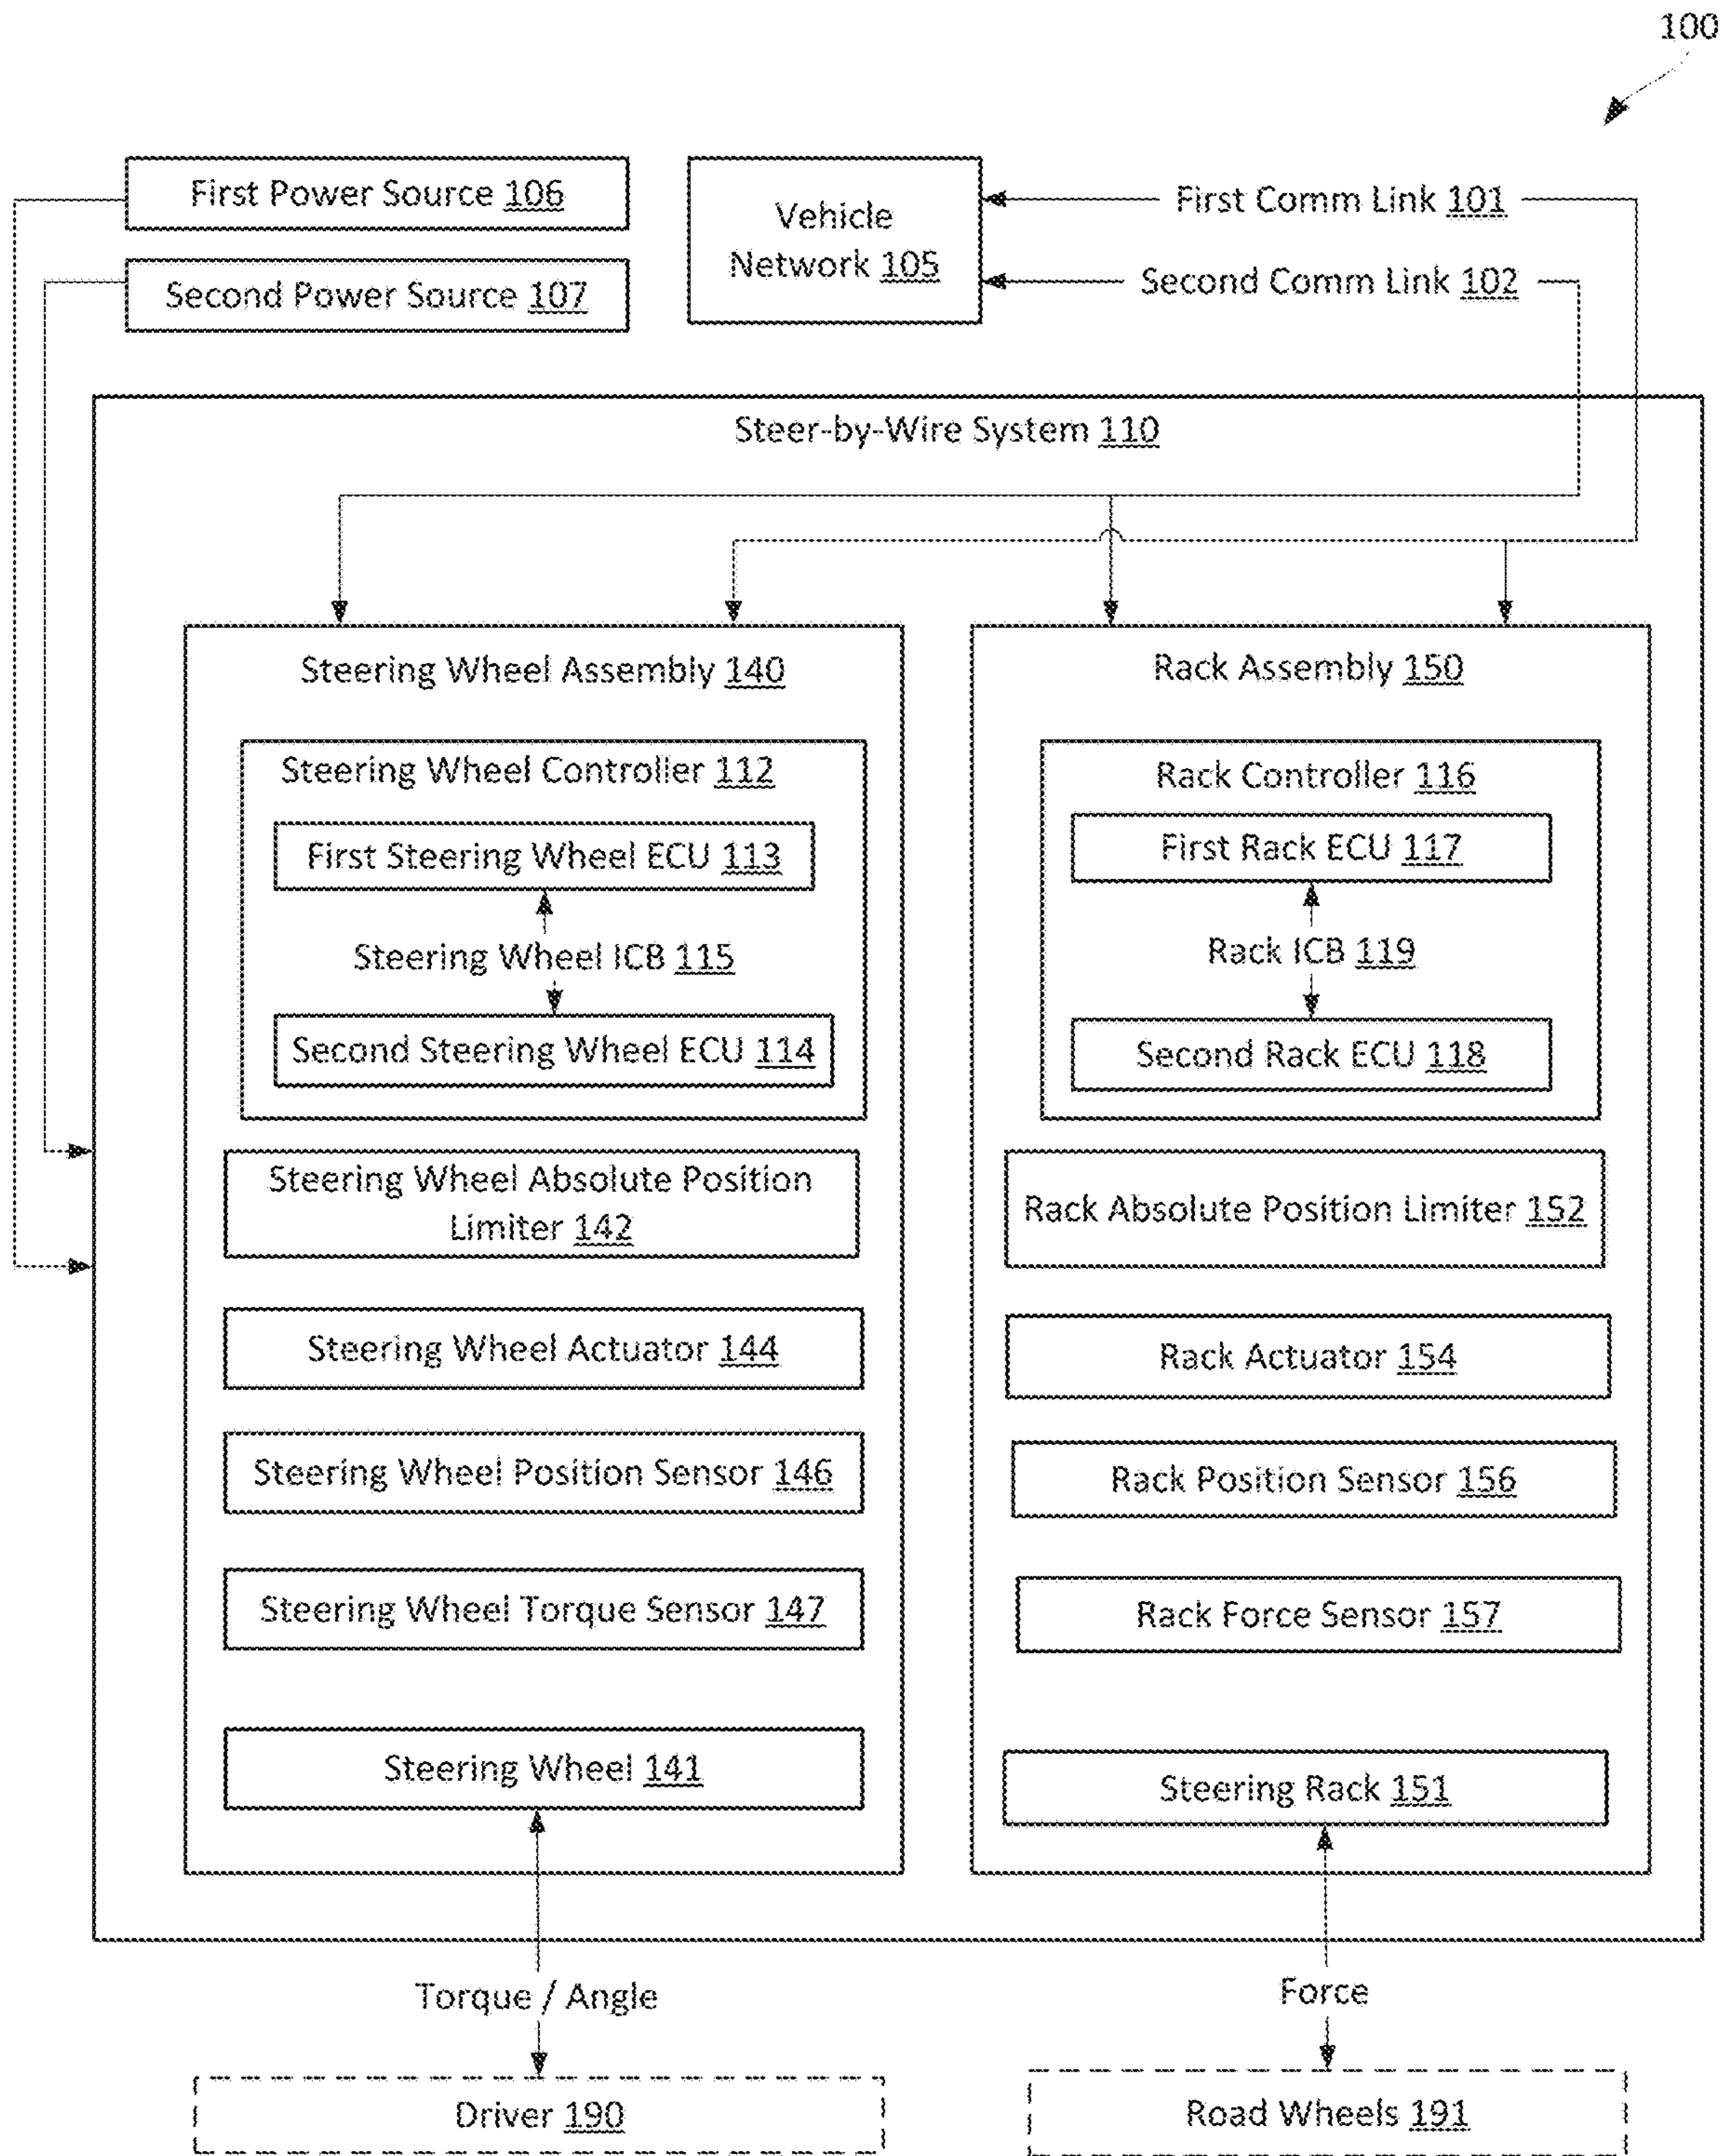 100
First Power Source 106
Second Power Source 107
Vehicle
Network 105
First Comm Link 101
Second Comm Link 102
Steer-by-Wire System 110
Steering Wheel Assembly 140
Steering Wheel Controller 112
First Steering Wheel ECU 113
Steering Wheel ICB 115
Second Steering Wheel ECU 114
Steering Wheel Absolute Position
Limiter 142
Steering Wheel Actuator 144
Steering Wheel Position Sensor 146
Steering Wheel Torque Sensor 147
Steering Wheel 141
Rack Assembly 150
Rack Controller 116
First Rack ECU 117
Rack ICB 119
Second Rack ECU 118
Rack Absolute Position Limiter 152
Rack Actuator 154
Rack Position Sensor 156
Rack Force Sensor 157
Steering Rack 151
Torque / Angle
Force
Driver 190
Road Wheels 191